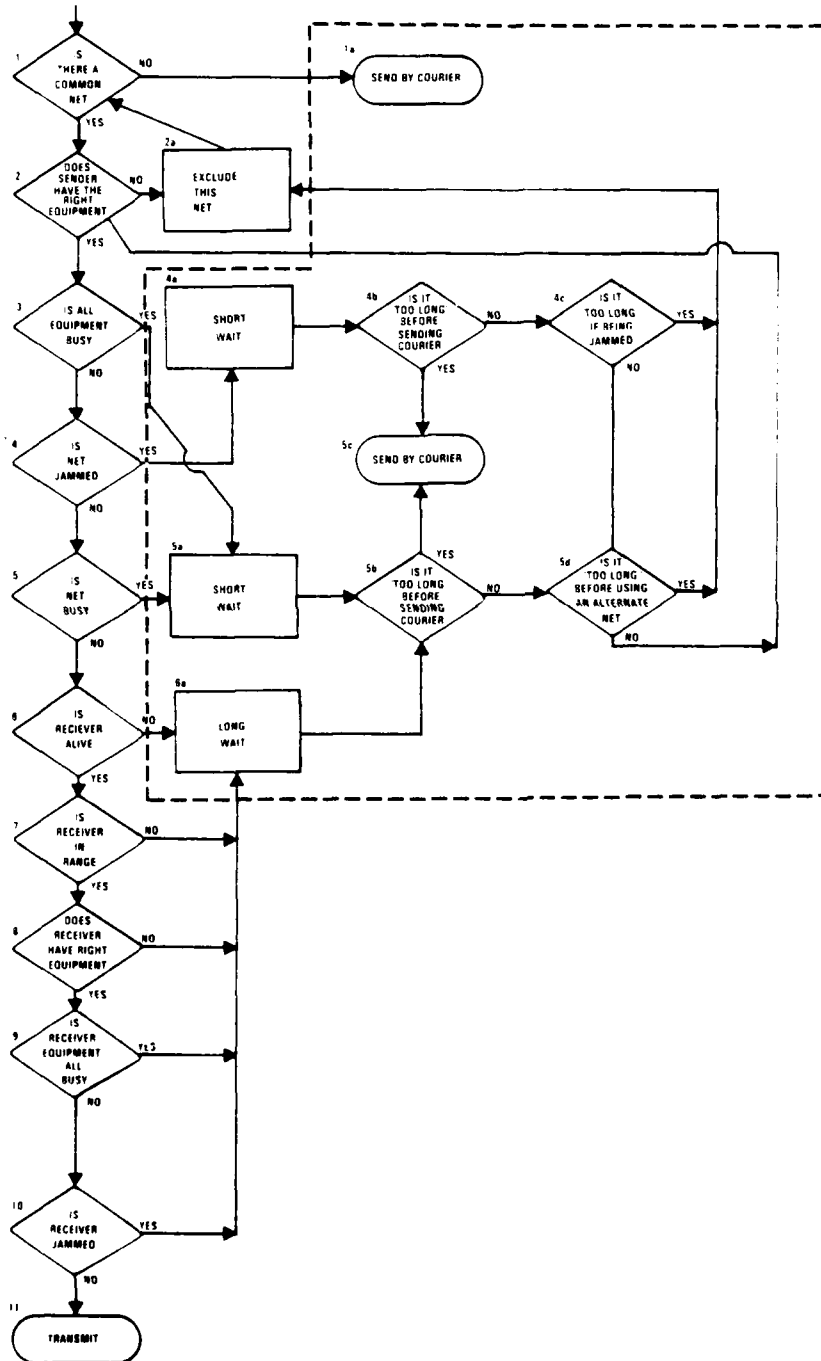 1
IS
THERE A
COMMON
NET
NO
YES
1a
SEND BY COURIER
2
DOES
SENDER
HAVE THE
RIGHT
EQUIPMENT
NO
YES
2a
EXCLUDE
THIS
NET
3
IS ALL
EQUIPMENT
BUSY
YES
NO
4a
SHORT
WAIT
4b
IS IT
TOO LONG
BEFORE
SENDING
COURIER
NO
YES
4c
IS IT
TOO LONG
IF BEING
JAMMED
YES
NO
4
IS
NET
JAMMED
YES
NO
5c
SEND BY COURIER
5
IS
NET
BUSY
YES
NO
5a
SHORT
WAIT
5b
YES
IS IT
TOO LONG
BEFORE
SENDING
COURIER
NO
5d
IS IT
TOO LONG
BEFORE USING
AN ALTERNATE
NET
YES
NO
6
IS
RECIEVER
ALIVE
NO
YES
6a
LONG
WAIT
7
IS
RECEIVER
IN
RANGE
NO
YES
8
DOES
RECEIVER
HAVE RIGHT
EQUIPMENT
NO
YES
9
IS
RECEIVER
EQUIPMENT
ALL
BUSY
YES
NO
10
IS
RECEIVER
JAMMED
YES
NO
11
TRANSMIT